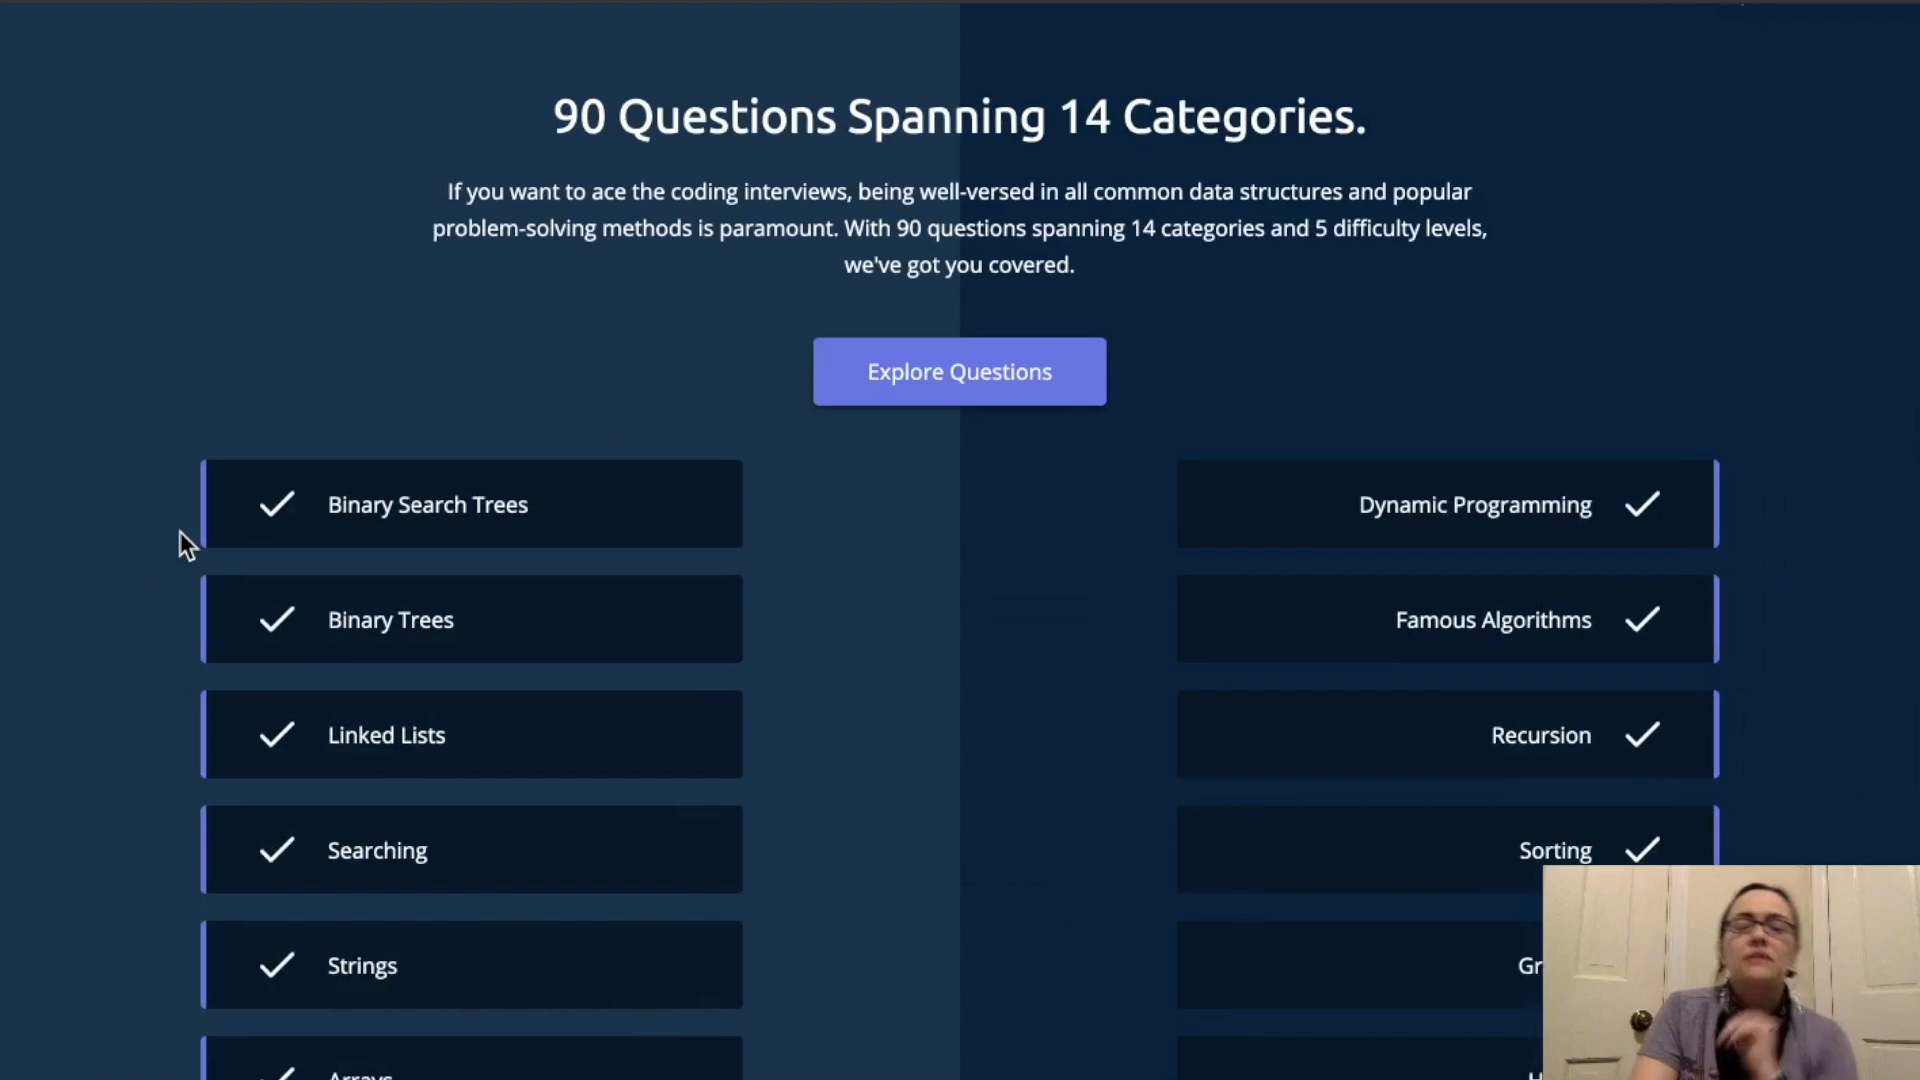 90 Questions Spanning 14 Categories.
If you want to ace the coding interviews, being well-versed in all common data structures and popular
problem-solving methods is paramount. With 90 questions spanning 14 categories and 5 difficulty levels,
we've got you covered.
Explore Questions
Binary Search Trees
Dynamic Programming
Binary Trees
Famous Algorithms
Linked Lists
Recursion
Searching
Sorting
Strings
Gr
Arrays